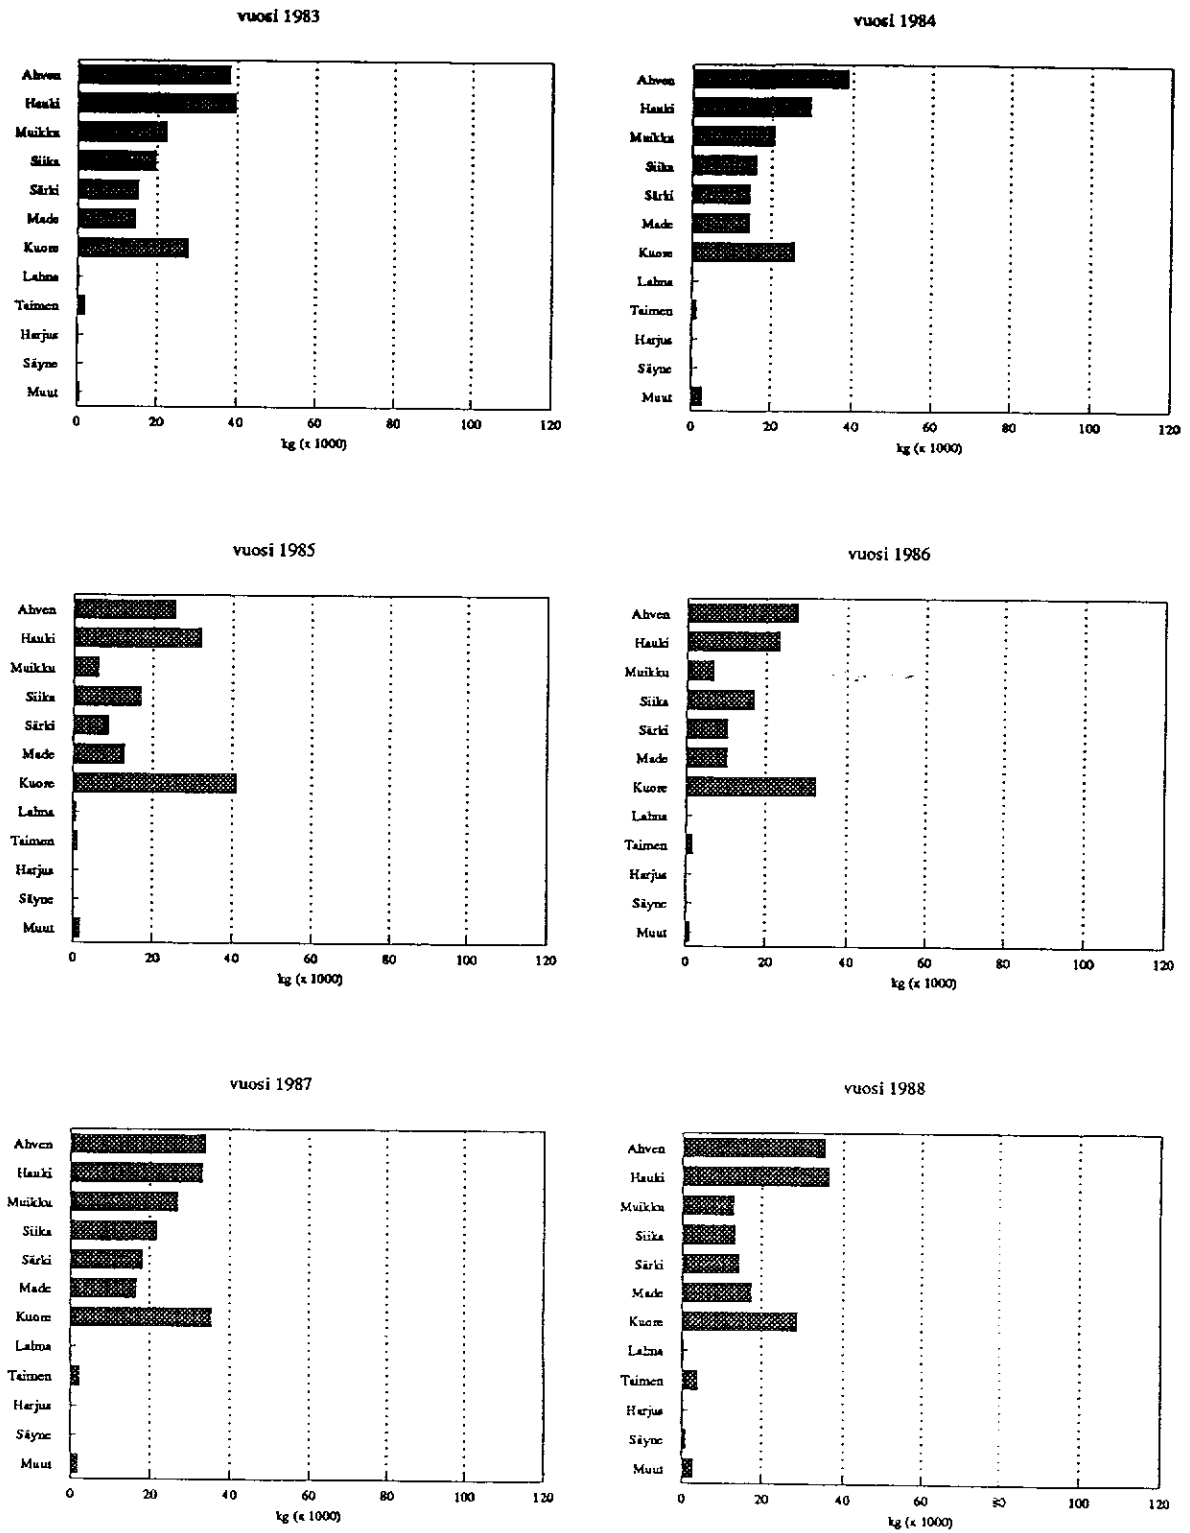 vuosi 1983
Ahven
Hauki
Muikku
Siika
Särki
Made
Kuore
Lahna
Taimen
Harjus
Säyne
Muut
0 20 40 60 80 100 120
kg (x 1000)
vuosi 1984
Ahven
Hauki
Muikku
Siika
Särki
Made
Kuore
Lahna
Taimen
Harjus
Säyne
Muut
0 20 40 60 80 100 120
kg (x 1000)
vuosi 1985
Ahven
Hauki
Muikku
Siika
Särki
Made
Kuore
Lahna
Taimen
Harjus
Säyne
Muut
0 20 40 60 80 100 120
kg (x 1000)
vuosi 1986
Ahven
Hauki
Muikku
Siika
Särki
Made
Kuore
Lahna
Taimen
Harjus
Säyne
Muut
0 20 40 60 80 100 120
kg (x 1000)
vuosi 1987
Ahven
Hauki
Muikku
Siika
Särki
Made
Kuore
Lahna
Taimen
Harjus
Säyne
Muut
0 20 40 60 80 100 120
kg (x 1000)
vuosi 1988
Ahven
Hauki
Muikku
Siika
Särki
Made
Kuore
Lahna
Taimen
Harjus
Säyne
Muut
0 20 40 60 80 100 120
kg (x 1000)